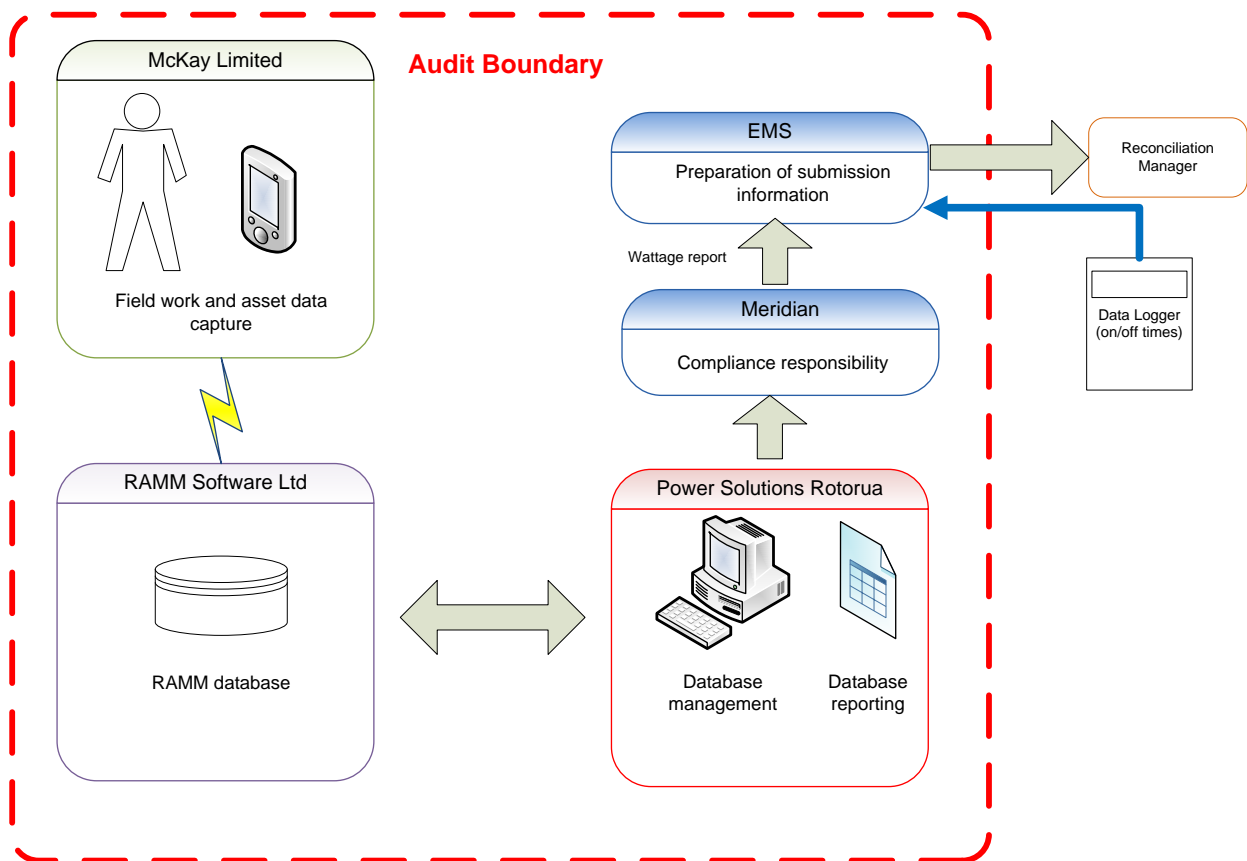 McKay Limited
Audit Boundary
Field work and asset data
capture
EMS
Preparation of submission
information
Reconciliation
Manager
Wattage report
Data Logger
(on/off times)
Meridian
Compliance responsibility
RAMM Software Ltd
RAMM database
Power Solutions Rotorua
Database
management
Database
reporting